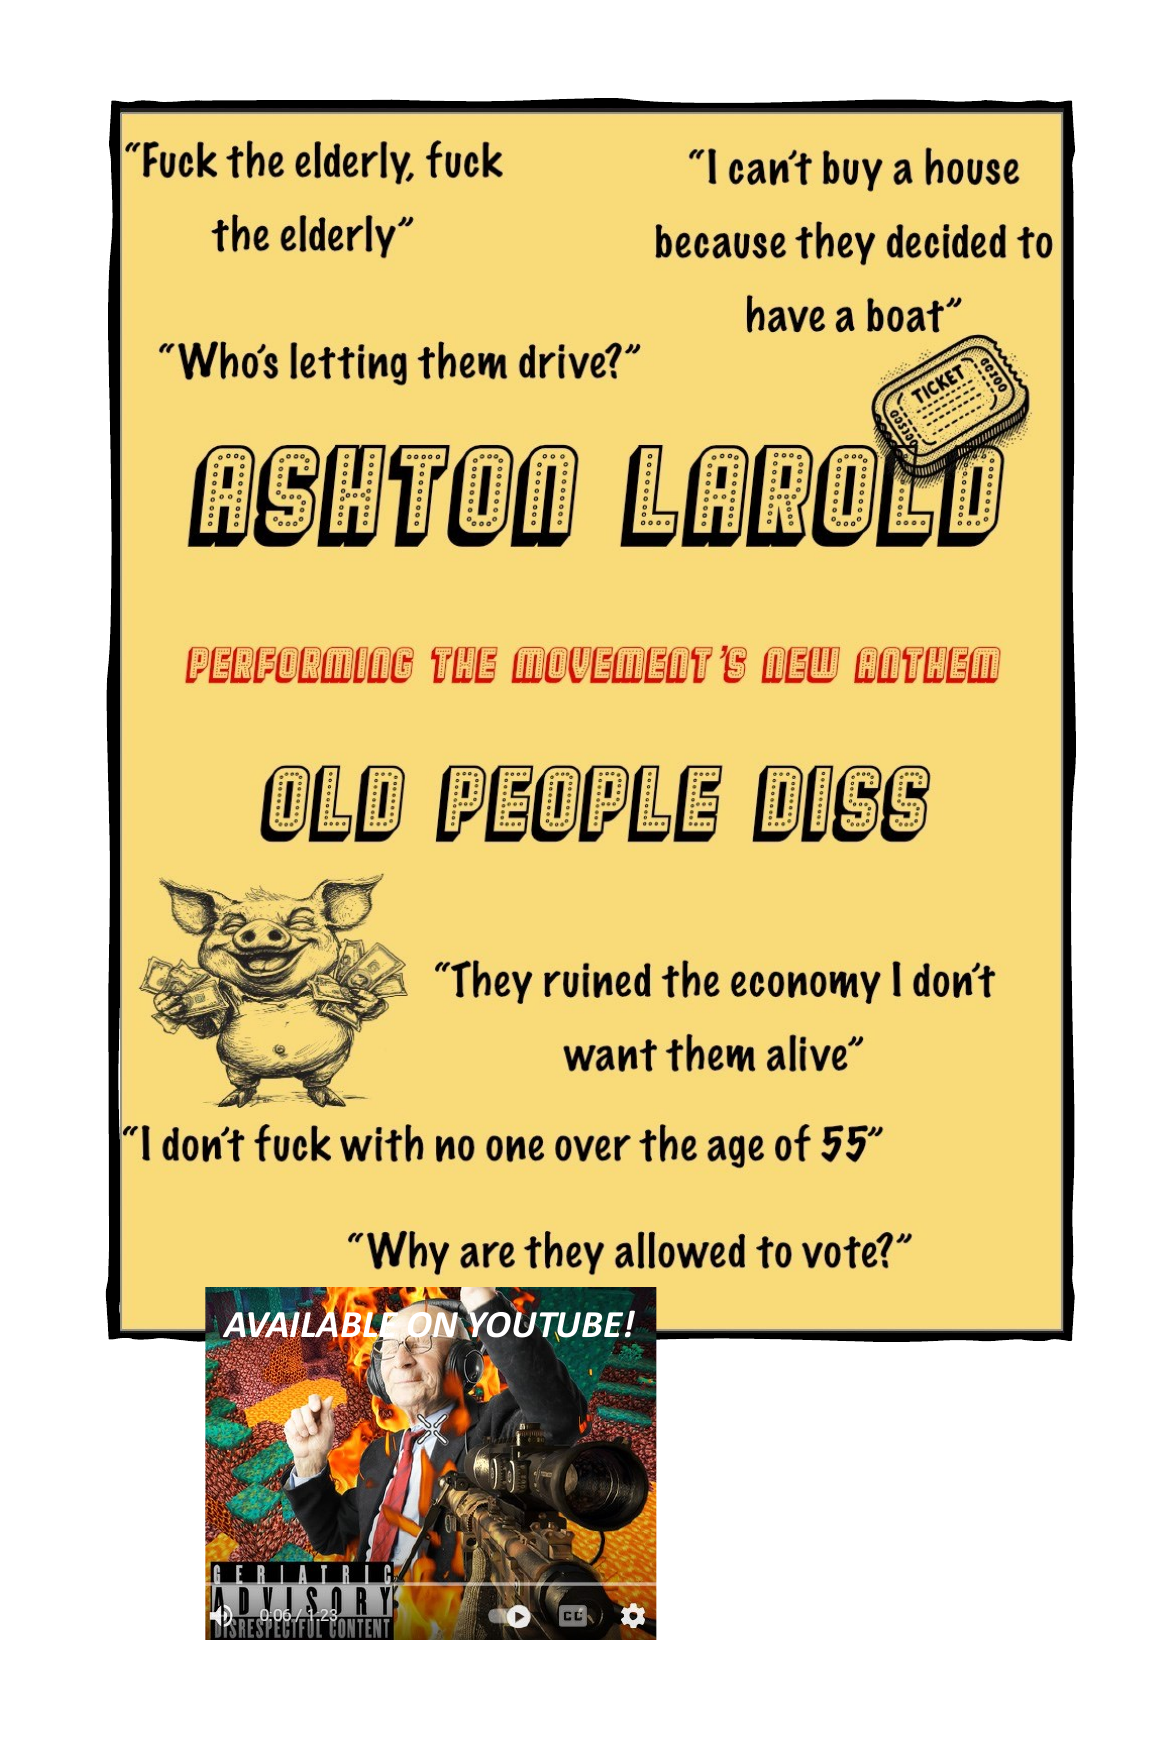 “Fuck the elderly, fuck
the elderly”
“I can’t buy a house
because they decided to
have a boat”
“Who’s letting them drive?”
TICKET
ASHTON LAROLD
PERFORMING THE MOVEMENT’S NEW ANTHEM
OLD PEOPLE DISS
“They ruined the economy I don’t
want them alive”
“I don’t fuck with no one over the age of 55”
“Why are they allowed to vote?”
AVAILABLE ON YOUTUBE!
GERIATRIC
ADVISORY
DISRESPECTFUL CONTENT
0:06 / 1:23
CC